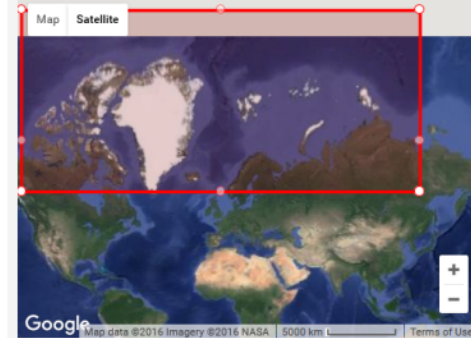 Map Satellite
+
−
Google
Map data ©2016 Imagery ©2016 NASA 5000 km Terms of Use